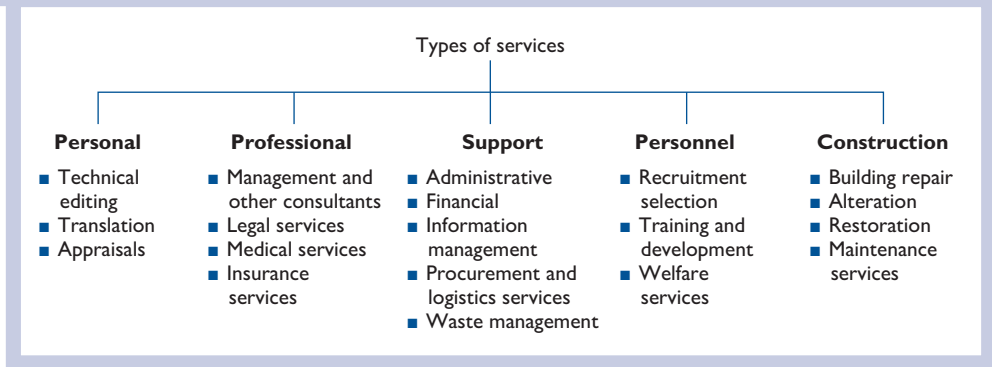 Types of services
Personal
■ Technical
editing
■ Translation
■ Appraisals
Professional
■ Management and
other consultants
■ Legal services
■ Medical services
■ Insurance
services
Support
■ Administrative
■ Financial
■ Information
management
■ Procurement and
logistics services
■ Waste management
Personnel
■ Recruitment
selection
■ Training and
development
■ Welfare
services
Construction
■ Building repair
■ Alteration
■ Restoration
■ Maintenance
services